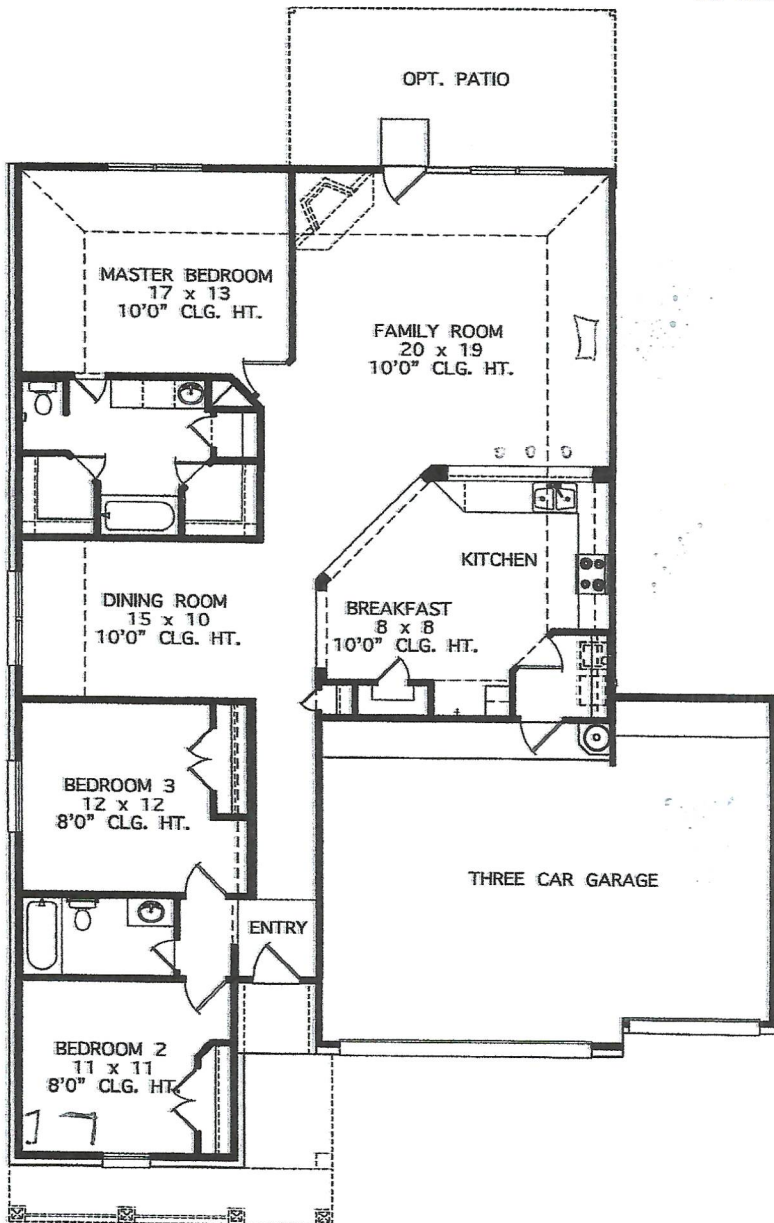 OPT. PATIO
MASTER BEDROOM
17 x 13
10'0" CLG. HT.
FAMILY ROOM
20 x 19
10'0" CLG. HT.
KITCHEN
DINING ROOM
15 x 10
10'0" CLG. HT.
BREAKFAST
8 x 8
10'0" CLG. HT.
BEDROOM 3
12 x 12
8'0" CLG. HT.
THREE CAR GARAGE
ENTRY
BEDROOM 2
11 x 11
8'0" CLG. HT.